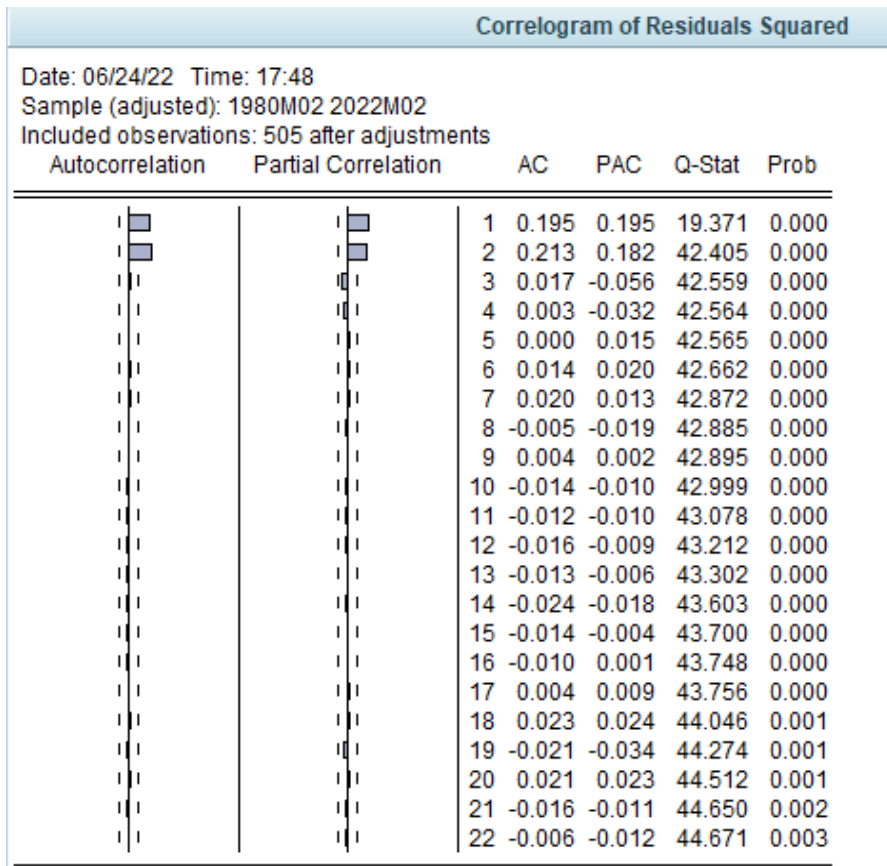 Correlogram of Residuals Squared
Date: 06/24/22 Time: 17:48
Sample (adjusted): 1980M02 2022M02
Included observations: 505 after adjustments
Autocorrelation Partial Correlation AC PAC Q-Stat Prob
1 0.195 0.195 19.371 0.000
2 0.213 0.182 42.405 0.000
3 0.017 -0.056 42.559 0.000
4 0.003 -0.032 42.564 0.000
5 0.000 0.015 42.565 0.000
6 0.014 0.020 42.662 0.000
7 0.020 0.013 42.872 0.000
8 -0.005 -0.019 42.885 0.000
9 0.004 0.002 42.895 0.000
10 -0.014 -0.010 42.999 0.000
11 -0.012 -0.010 43.078 0.000
12 -0.016 -0.009 43.212 0.000
13 -0.013 -0.006 43.302 0.000
14 -0.024 -0.018 43.603 0.000
15 -0.014 -0.004 43.700 0.000
16 -0.010 0.001 43.748 0.000
17 0.004 0.009 43.756 0.000
18 0.023 0.024 44.046 0.001
19 -0.021 -0.034 44.274 0.001
20 0.021 0.023 44.512 0.001
21 -0.016 -0.011 44.650 0.002
22 -0.006 -0.012 44.671 0.003